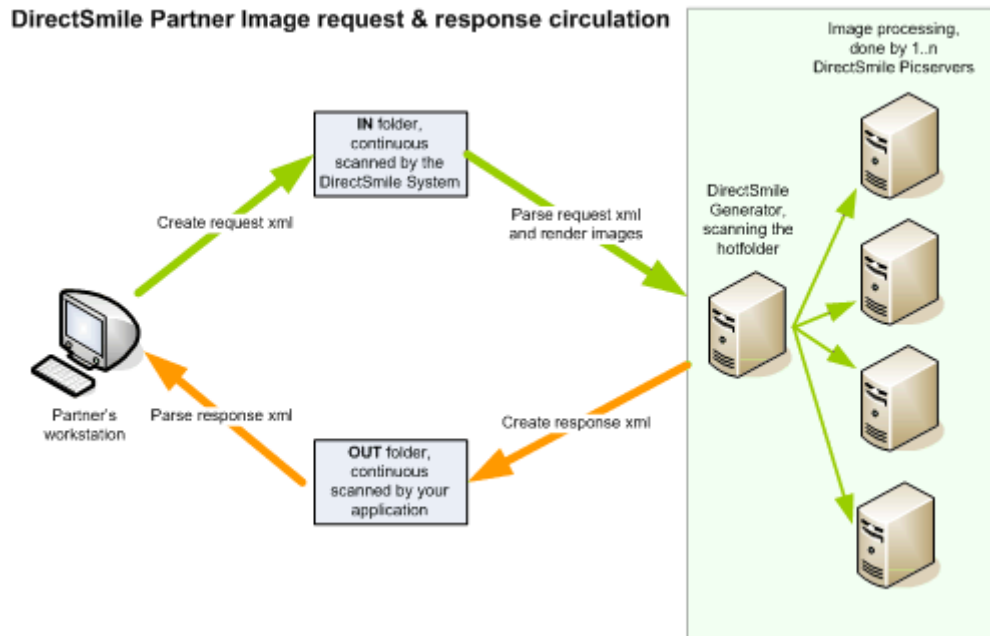 DirectSmile Partner Image request & response circulation
Image processing,
done by 1..n
DirectSmile Picservers
IN folder,
continuous
scanned by the
DirectSmile System
Create request xml
Parse request xml
and render images
DirectSmile
Generator,
scanning the
hotfolder
Partner's
workstation
Parse response xml
Create response xml
OUT folder,
continuous
scanned by your
application